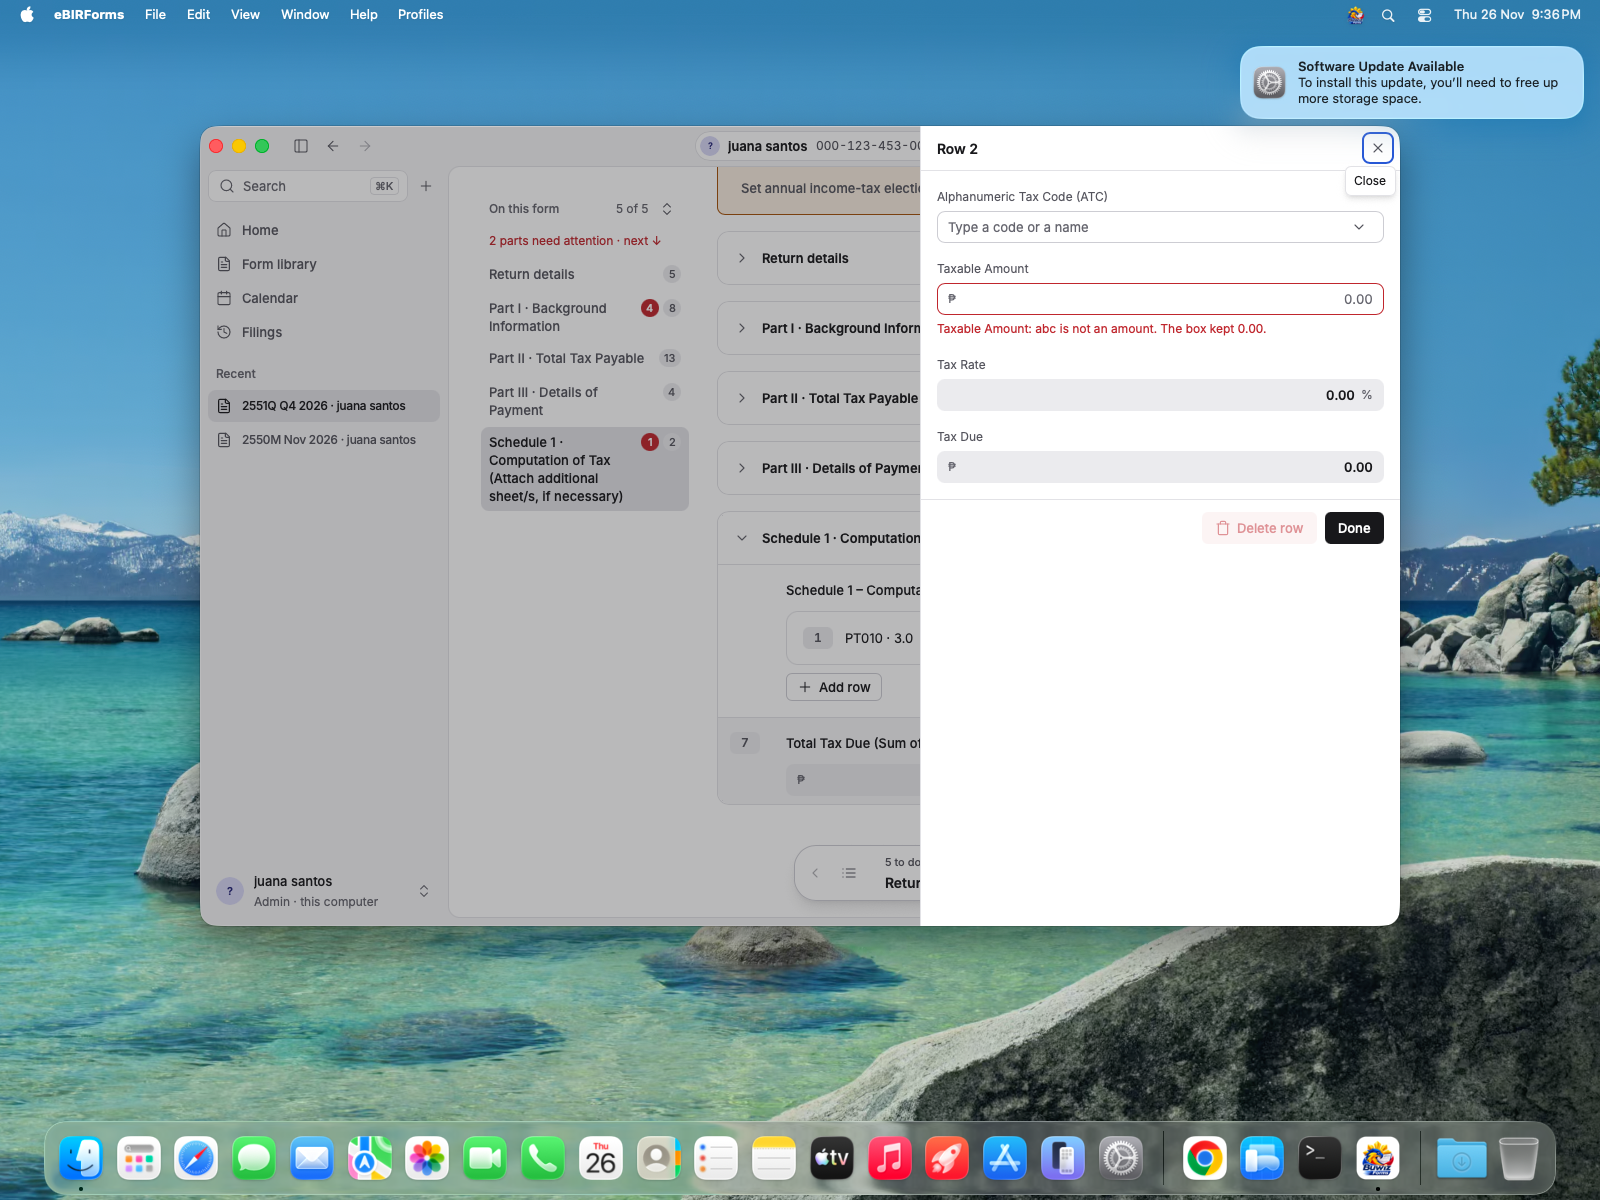 eBIRForms File Edit View Window Help Profiles
Thu 26 Nov 9:36 PM
Software Update Available
To install this update, you'll need to free up
more storage space.
? juana santos 000-123-453-00
Search ⌘K
Home
Form library
Calendar
Filings
Recent
2551Q Q4 2026 · juana santos
2550M Nov 2026 · juana santos
? juana santos
Admin · this computer
On this form 5 of 5
2 parts need attention · next ↓
Return details 5
Part I · Background 4 8
Information
Part II · Total Tax Payable 13
Part III · Details of 4
Payment
Schedule 1 · 1 2
Computation of Tax
(Attach additional
sheet/s, if necessary)
Set annual income-tax electi
Return details
Part I · Background Inforn
Part II · Total Tax Payable
Part III · Details of Paymer
Schedule 1 · Computation
Schedule 1 – Computa
1 PT010 · 3.0
+ Add row
7 Total Tax Due (Sum of
₱
5 to do
Retur
Row 2
Close
Alphanumeric Tax Code (ATC)
Type a code or a name
Taxable Amount
₱ 0.00
Taxable Amount: abc is not an amount. The box kept 0.00.
Tax Rate
0.00 %
Tax Due
₱ 0.00
Delete row Done
Thu
26
tv